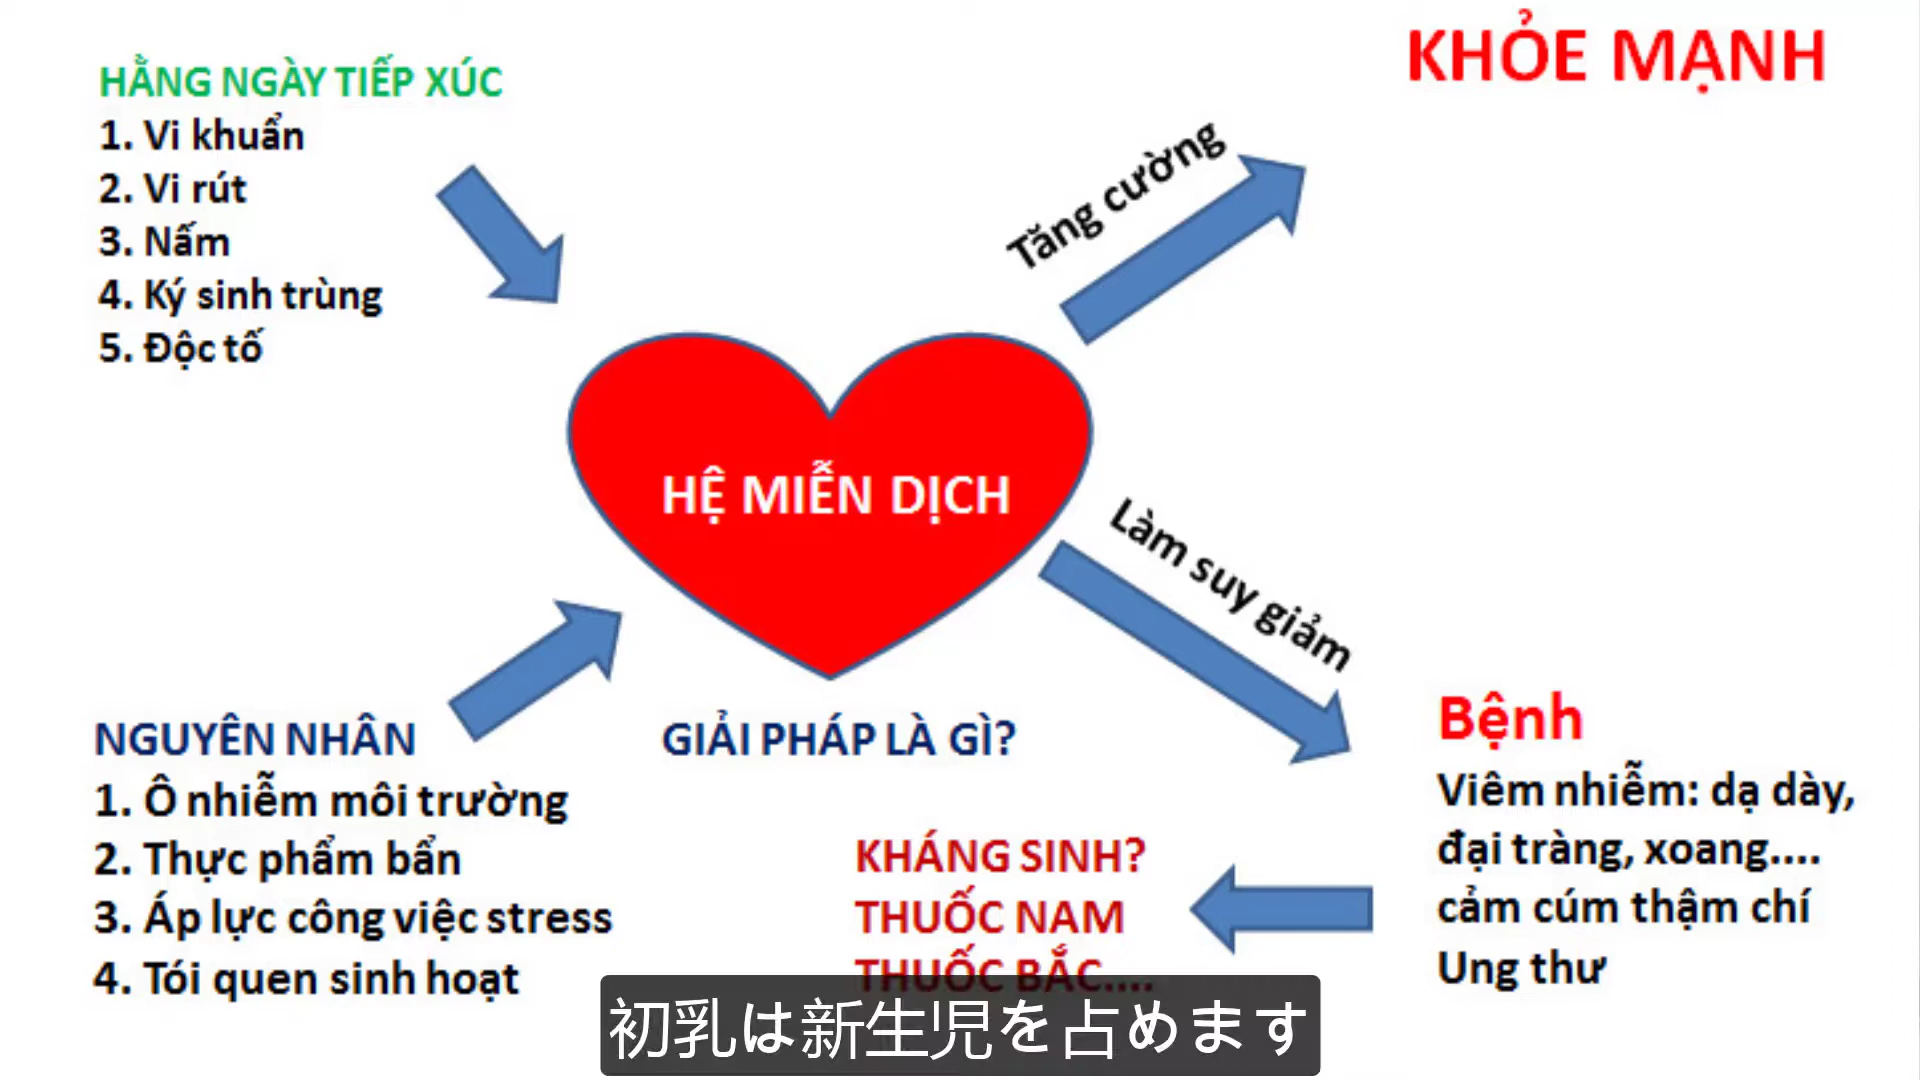 HẰNG NGÀY TIẾP XÚC
1. Vi khuẩn
2. Vi rút
3. Nấm
4. Ký sinh trùng
5. Độc tố
KHỎE MẠNH
Tăng cường
HỆ MIỄN DỊCH
Làm suy giảm
NGUYÊN NHÂN
1. Ô nhiễm môi trường
2. Thực phẩm bẩn
3. Áp lực công việc stress
4. Tói quen sinh hoạt
GIẢI PHÁP LÀ GÌ?
KHÁNG SINH?
THUỐC NAM
THUỐC BẮC....
Bệnh
Viêm nhiễm: dạ dày,
đại tràng, xoang....
cảm cúm thậm chí
Ung thư
初乳は新生児を占めます